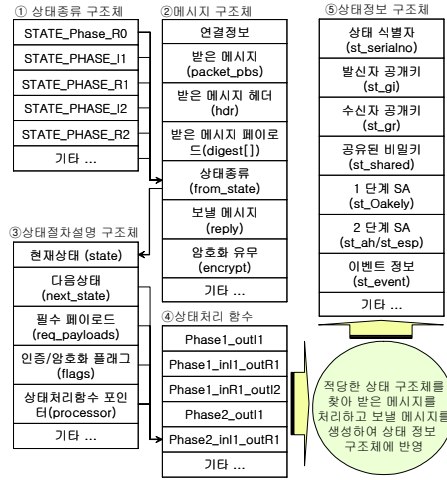 ① 상태종류 구조체
STATE_Phase_R0
STATE_PHASE_I1
STATE_PHASE_R1
STATE_PHASE_I2
STATE_PHASE_R2
기타 ...
②메시지 구조체
연결정보
받은 메시지
(packet_pbs)
받은 메시지 헤더
(hdr)
받은 메시지 페이로
드(digest[])
상태종류
(from_state)
보낼 메시지
(reply)
암호화 유무
(encrypt)
기타 ...
③상태절차설명 구조체
현재상태 (state)
다음상태
(next_state)
필수 페이로드
(req_payloads)
인증/암호화 플래그
(flags)
상태처리함수 포인
터(processor)
기타 ...
④상태처리 함수
Phase1_outI1
Phase1_inI1_outR1
Phase1_inR1_outI2
Phase2_outI1
Phase2_inI1_outR1
기타 ...
⑤상태정보 구조체
상태 식별자
(st_serialno)
발신자 공개키
(st_gi)
수신자 공개키
(st_gr)
공유된 비밀키
(st_shared)
1 단계 SA
(st_Oakely)
2 단계 SA
(st_ah/st_esp)
이벤트 정보
(st_event)
기타 ...
적당한 상태 구조체를
찾아 받은 메시지를
처리하고 보낼 메시지를
생성하여 상태 정보
구조체에 반영